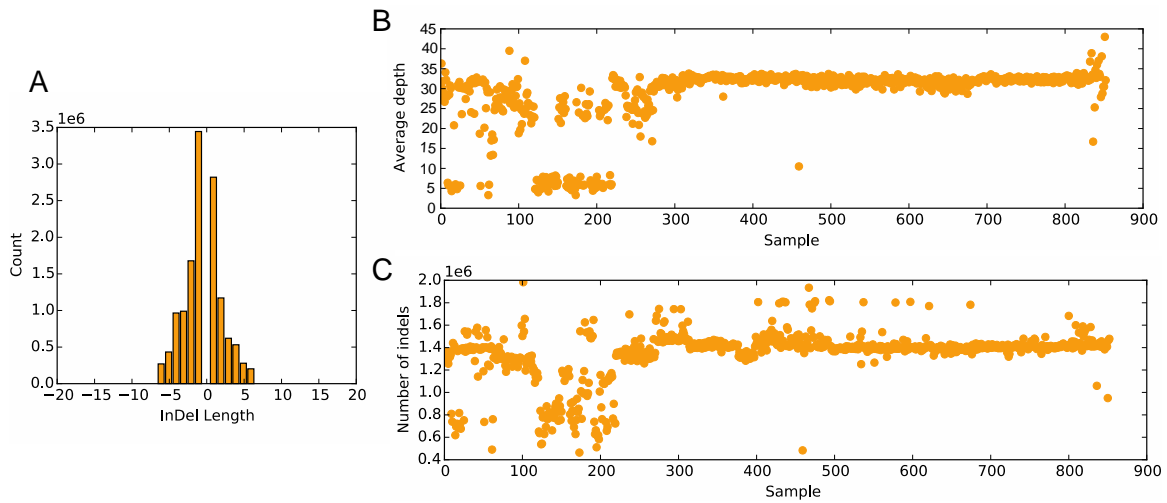 A
1e6
3.5
3.0
2.5
2.0
1.5
1.0
0.5
0.0
Count
−20 −15 −10 −5 0 5 10 15 20
InDel Length
B
45
40
35
30
25
20
15
10
5
0
Average depth
0 100 200 300 400 500 600 700 800 900
Sample
C
1e6
2.0
1.8
1.6
1.4
1.2
1.0
0.8
0.6
0.4
Number of indels
0 100 200 300 400 500 600 700 800 900
Sample